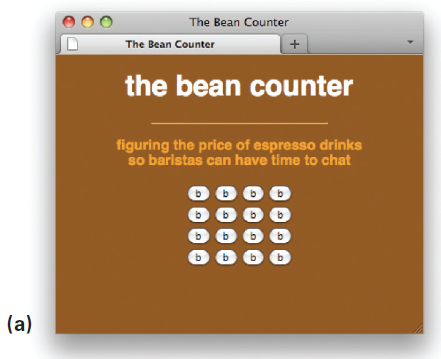 The Bean Counter
The Bean Counter +
the bean counter
figuring the price of espresso drinks
so baristas can have time to chat
b b b b
b b b b
b b b b
b b b b
(a)